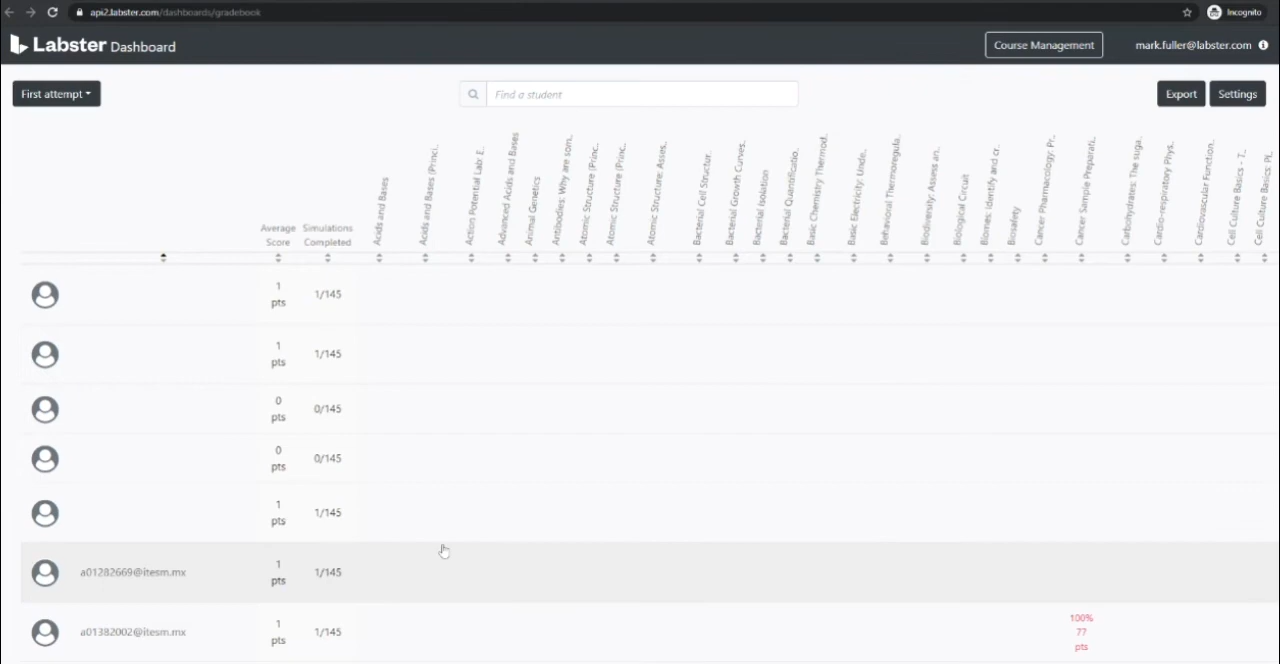 api2.labster.com/dashboards/gradebook
Incognito
Labster Dashboard
Course Management
mark.fuller@labster.com
First attempt
Find a student
Export
Settings
Average
Score
Simulations
Completed
Acids and Bases
Acids and Bases (Princi..
Action Potential Lab: E..
Advanced Acids and Bases
Animal Genetics
Antibodies: Why are som..
Atomic Structure (Princ..
Atomic Structure (Princ..
Atomic Structure: Asses..
Bacterial Cell Structur..
Bacterial Growth Curves..
Bacterial Isolation
Bacterial Quantificatio..
Basic Chemistry Thermod..
Basic Electricity: Unde..
Behavioral Thermoregula..
Biodiversity: Assess an..
Biological Circuit
Biomes: Identify and cr..
Biosafety
Cancer Pharmacology: Pr..
Cancer Sample Preparati..
Carbohydrates: The suga..
Cardio-respiratory Phys..
Cardiovascular Function..
Cell Culture Basics - T..
Cell Culture Basics: Pl..
1
pts
1/145
1
pts
1/145
0
pts
0/145
0
pts
0/145
1
pts
1/145
a01282669@itesm.mx
1
pts
1/145
a01382002@itesm.mx
1
pts
1/145
100%
77
pts